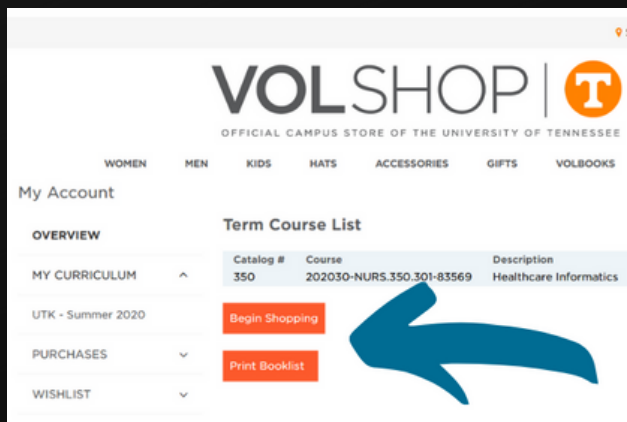 VOLSHOP T
OFFICIAL CAMPUS STORE OF THE UNIVERSITY OF TENNESSEE
WOMEN MEN KIDS HATS ACCESSORIES GIFTS VOLBOOKS
My Account
OVERVIEW
MY CURRICULUM
UTK - Summer 2020
PURCHASES
WISHLIST
Term Course List
Catalog # Course Description
350 202030-NURS.350.301-83569 Healthcare Informatics
Begin Shopping
Print Booklist